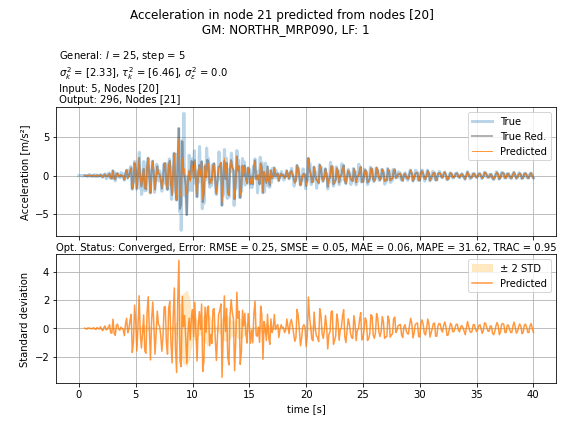 Acceleration in node 21 predicted from nodes [20]
GM: NORTHR_MRP090, LF: 1
General: l = 25, step = 5
σ²ₖ = [2.33], τ²ₖ = [6.46], σ²ε = 0.0
Input: 5, Nodes [20]
Output: 296, Nodes [21]
True
True Red.
Predicted
5
0
−5
Acceleration [m/s²]
Opt. Status: Converged, Error: RMSE = 0.25, SMSE = 0.05, MAE = 0.06, MAPE = 31.62, TRAC = 0.95
± 2 STD
Predicted
4
2
0
−2
Standard deviation
0 5 10 15 20 25 30 35 40
time [s]